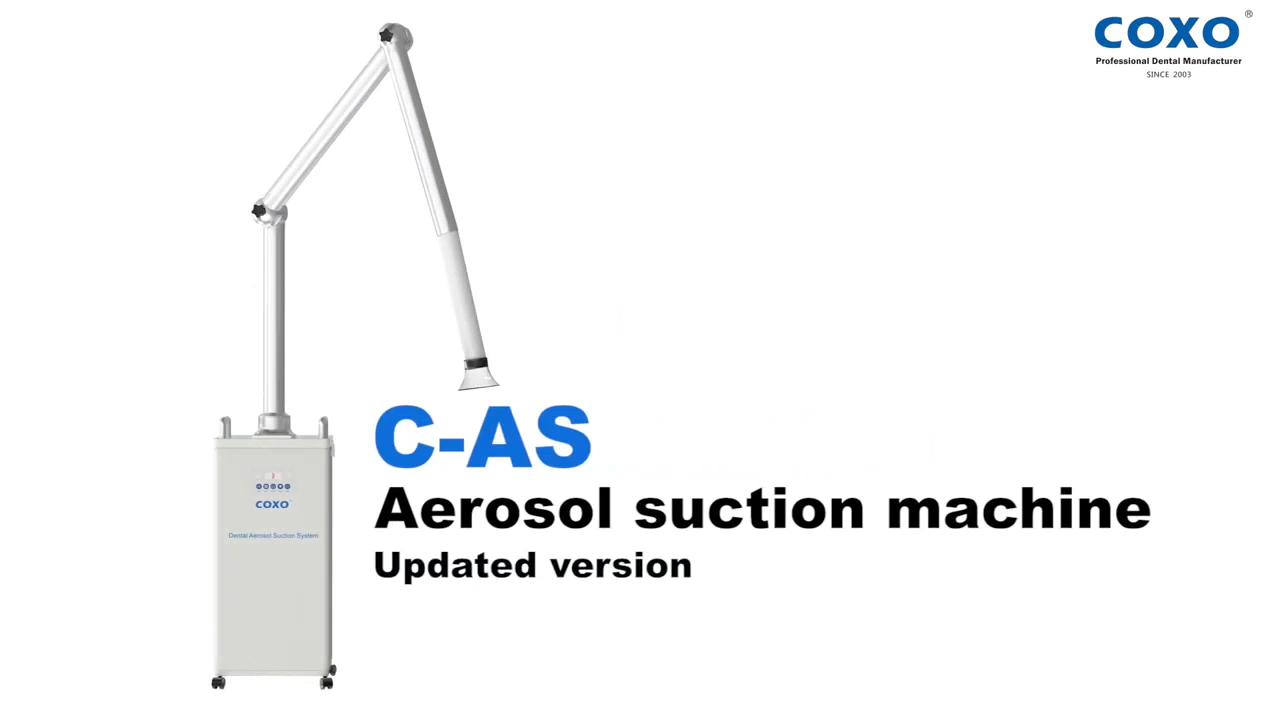 COXO®
Professional Dental Manufacturer
SINCE 2003
C-AS
Aerosol suction machine
Updated version
COXO
Dental Aerosol Suction System